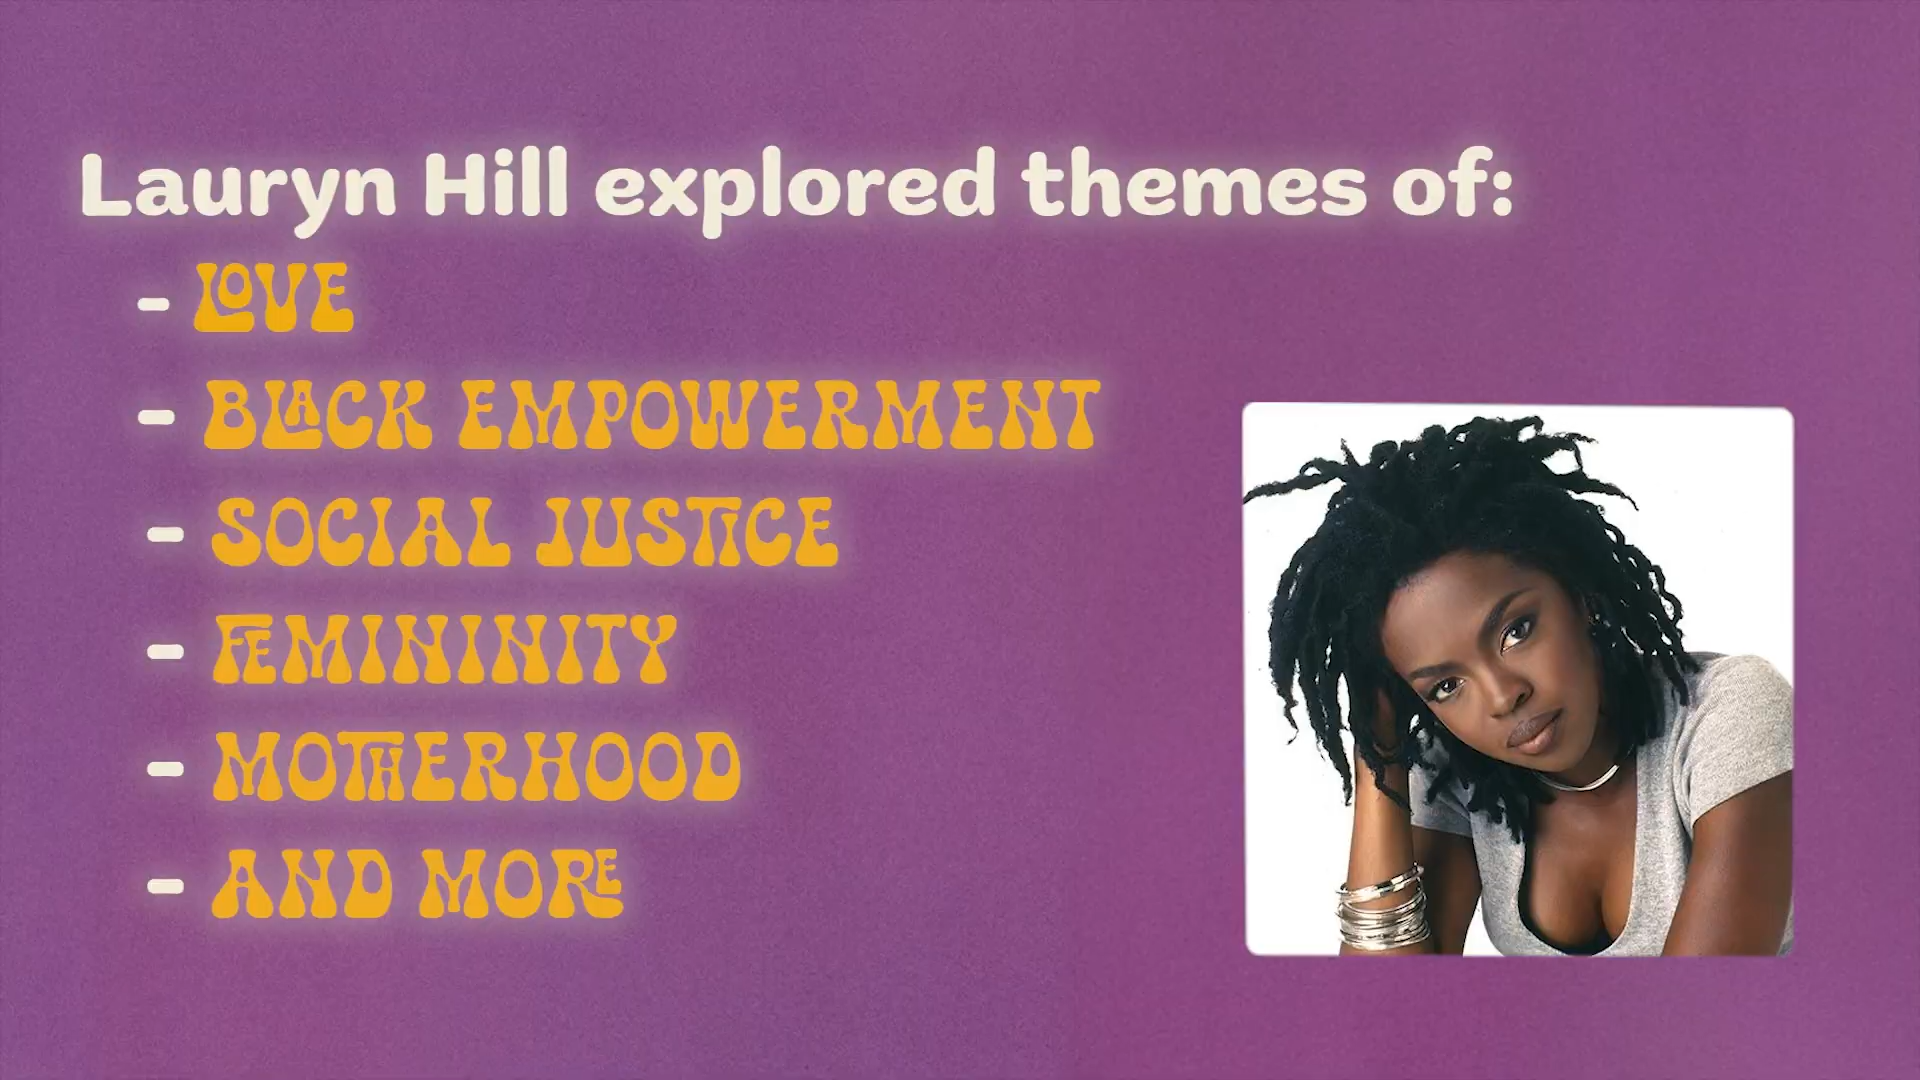 Lauryn Hill explored themes of:
- LOVE
- BLACK EMPOWERMENT
- SOCIAL JUSTICE
- FEMININITY
- MOTHERHOOD
- AND MORE